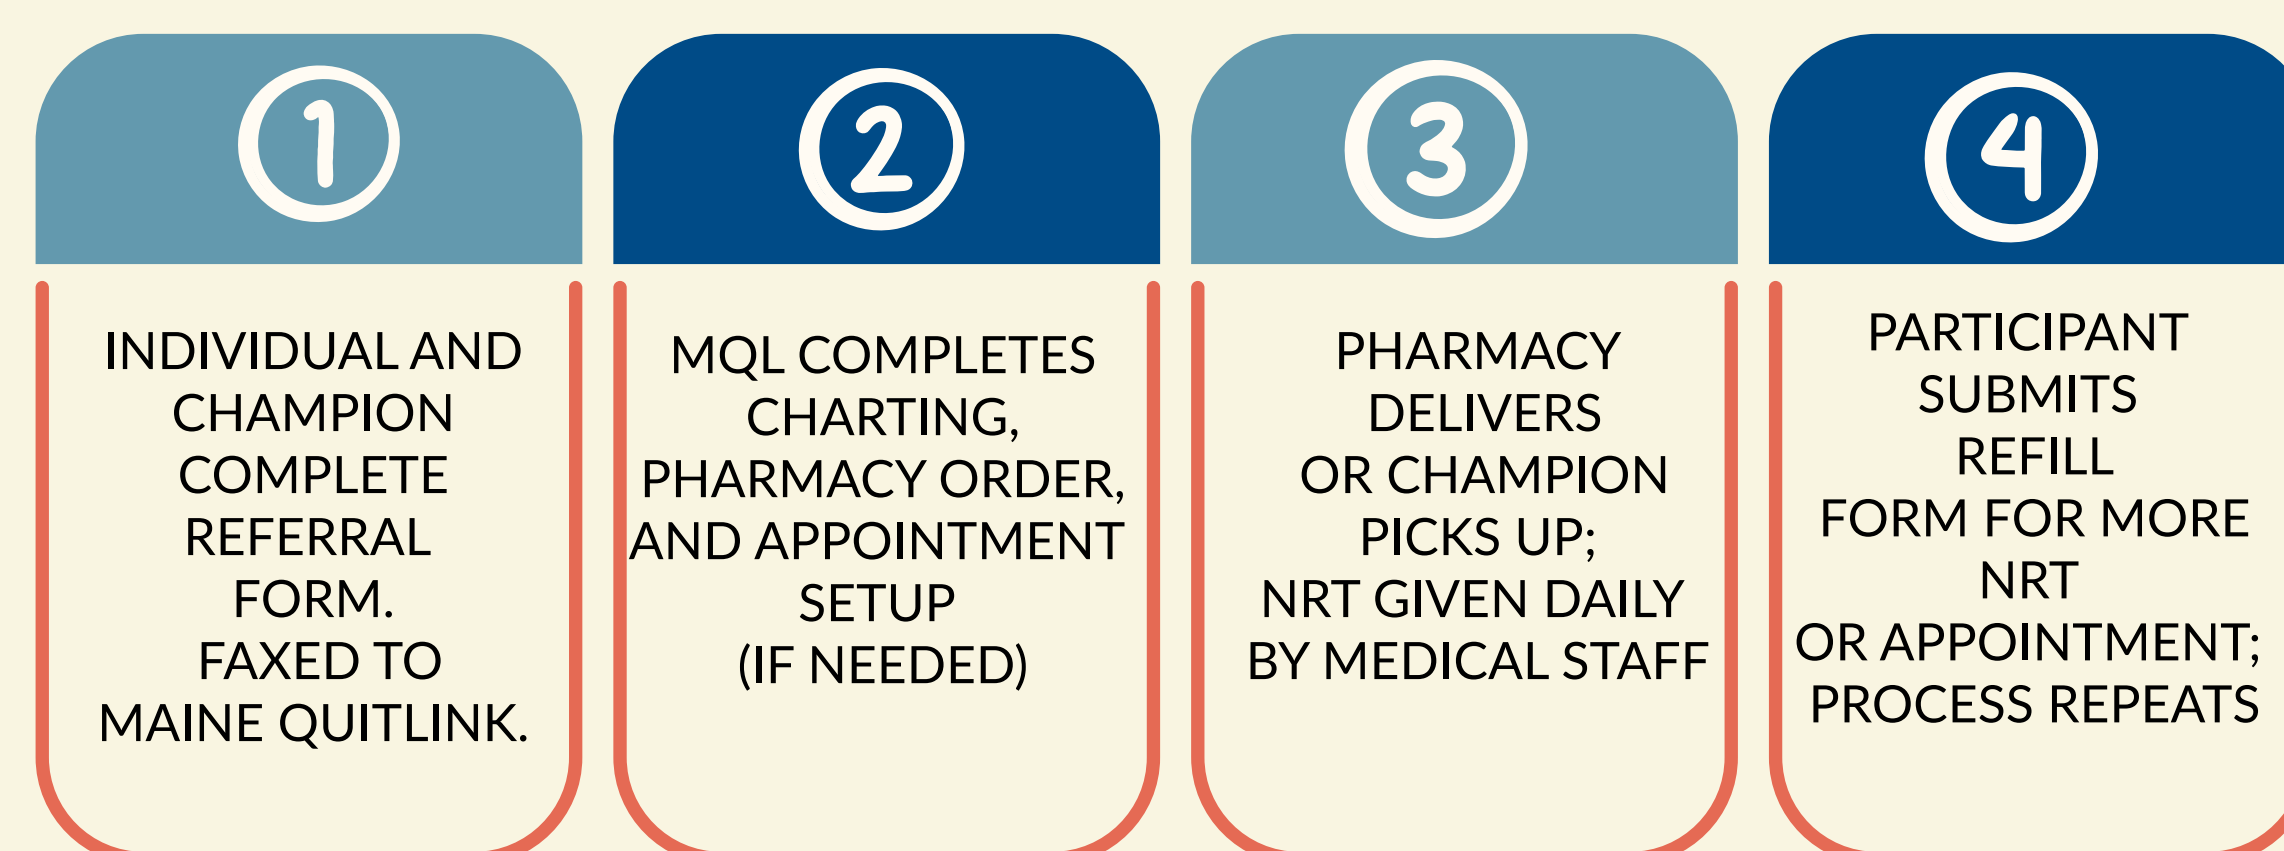 1
INDIVIDUAL AND
CHAMPION
COMPLETE
REFERRAL
FORM.
FAXED TO
MAINE QUITLINK.
2
MQL COMPLETES
CHARTING,
PHARMACY ORDER,
AND APPOINTMENT
SETUP
(IF NEEDED)
3
PHARMACY
DELIVERS
OR CHAMPION
PICKS UP;
NRT GIVEN DAILY
BY MEDICAL STAFF
4
PARTICIPANT
SUBMITS
REFILL
FORM FOR MORE
NRT
OR APPOINTMENT;
PROCESS REPEATS